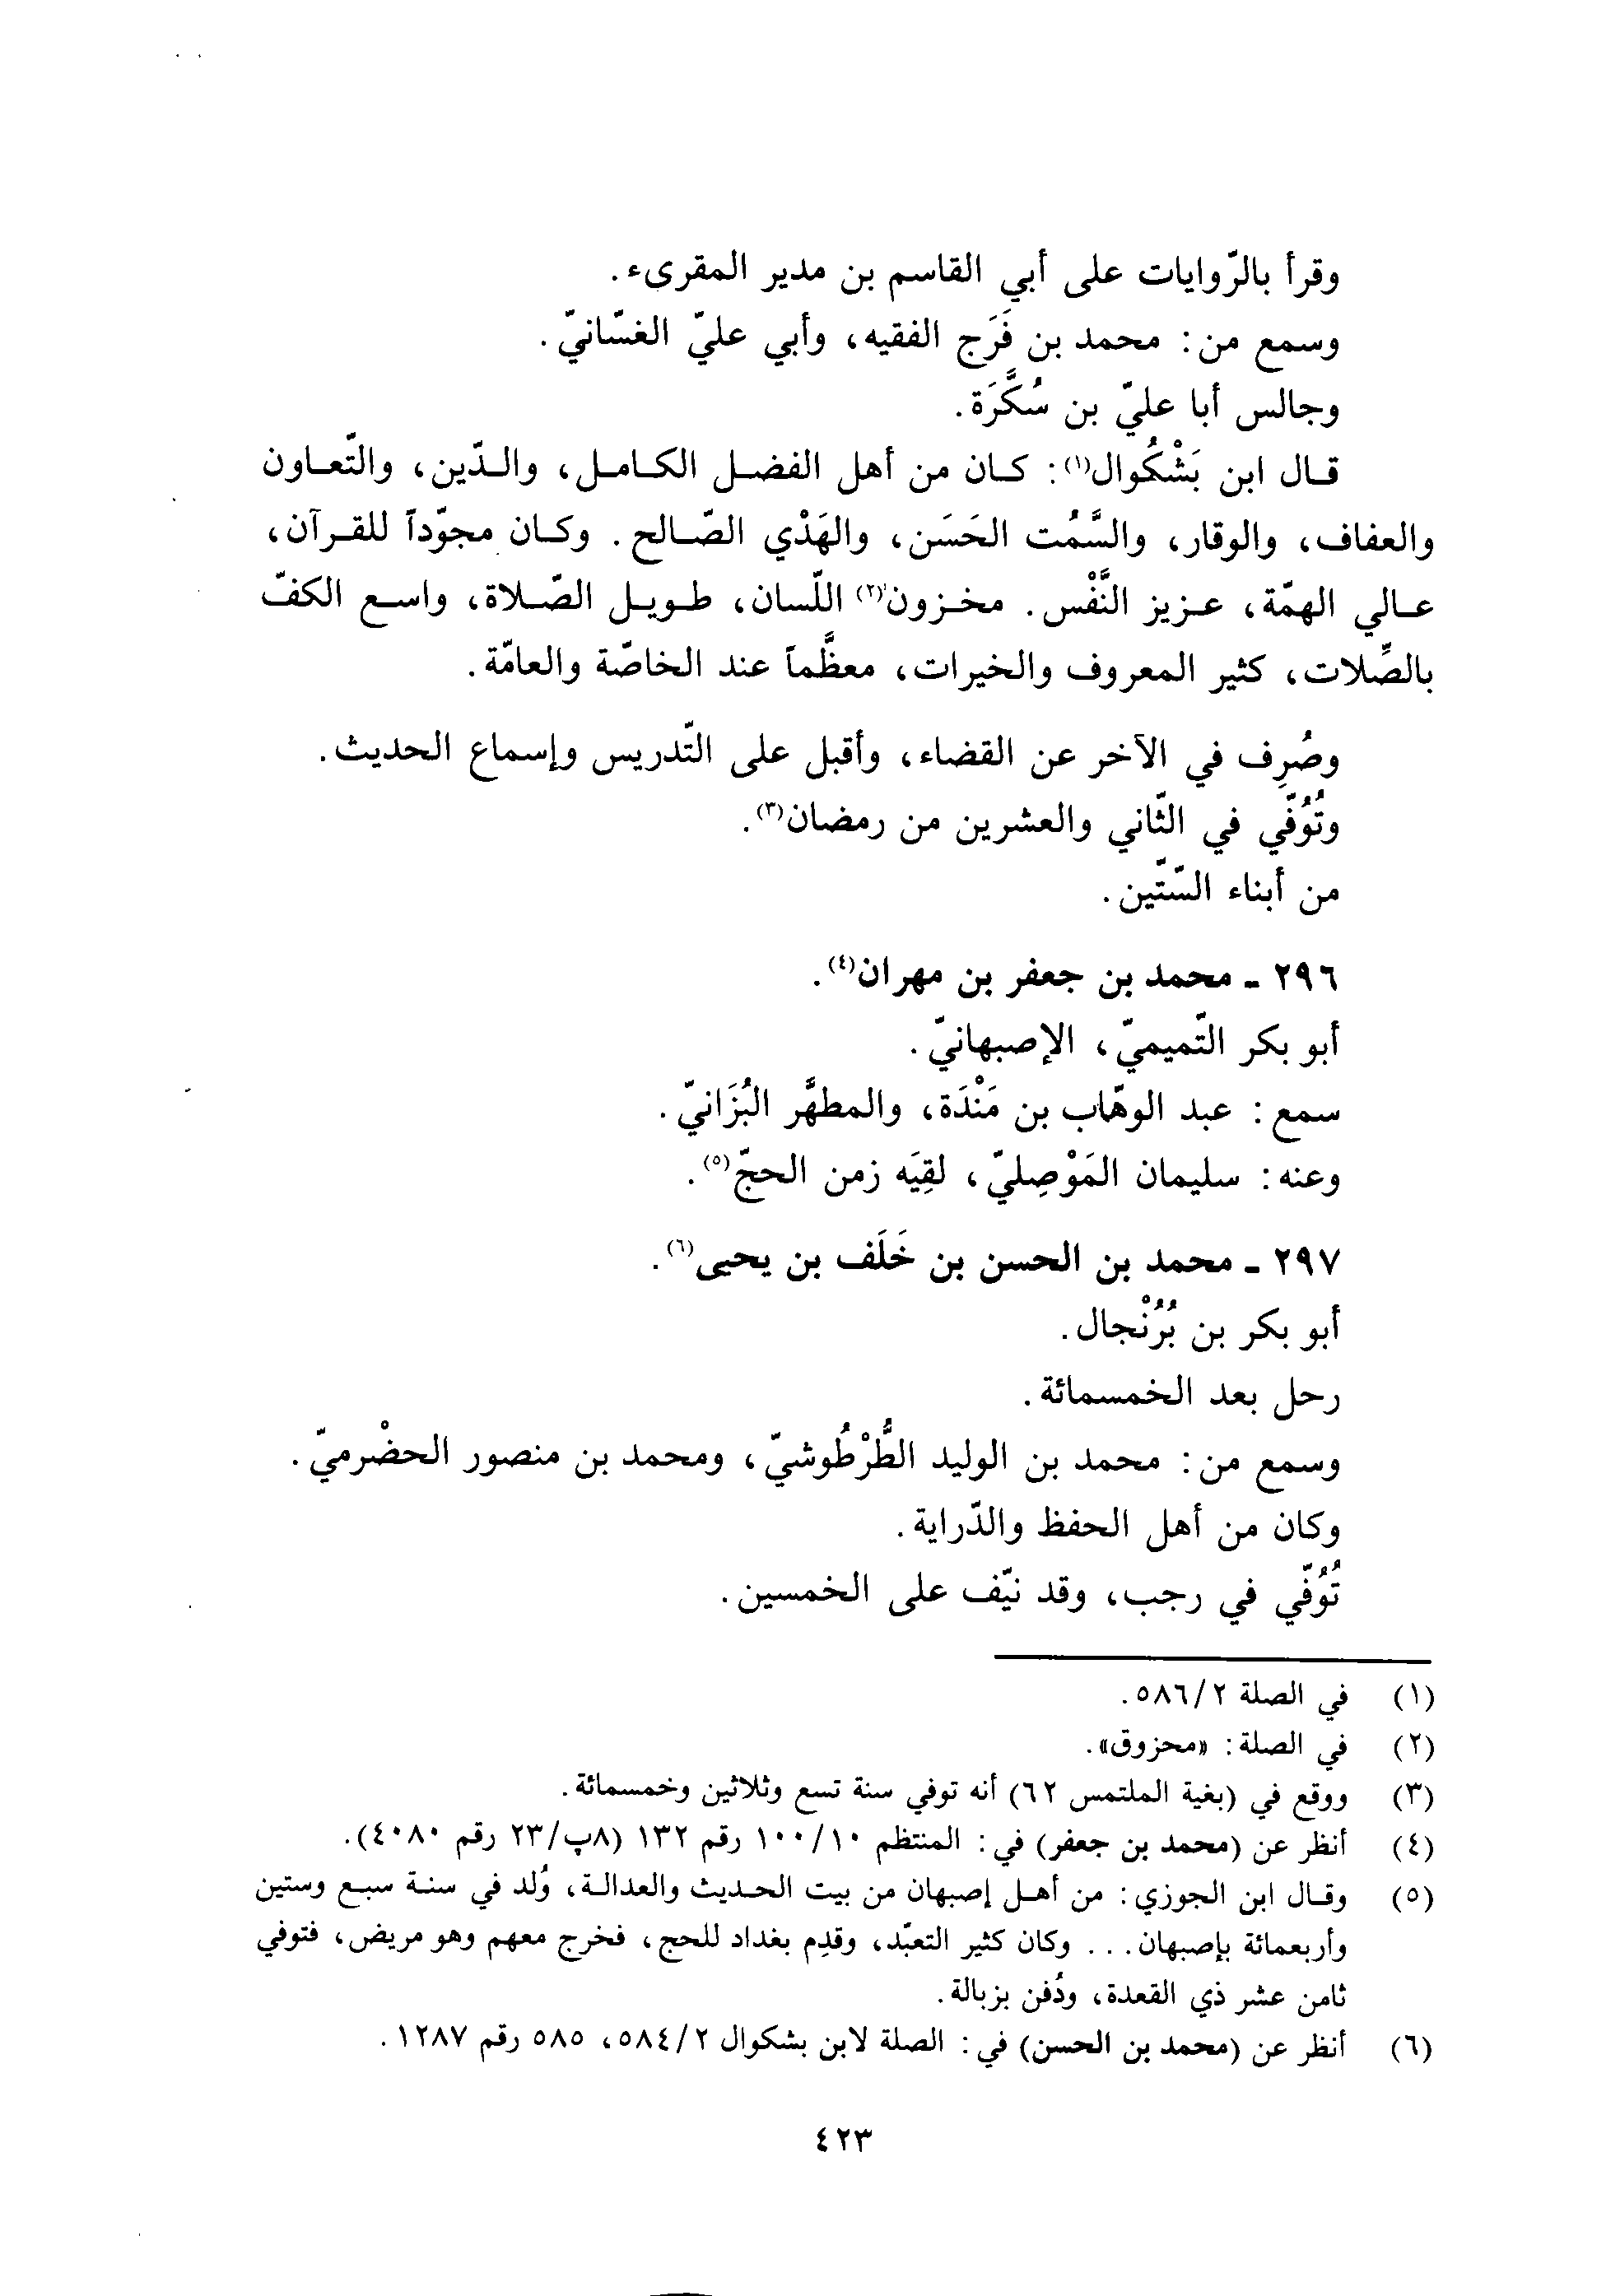 وقرأ بالرّوايات على أبي القاسم بن مدير المقرىء.
وسمع من: محمد بن فَرَج الفقيه، وأبي عليّ الغسّانيّ.
وجالس أبا عليّ بن سُكَّرَة.
قال ابن بَشْكُوال(١): كان من أهل الفضل الكامل، والدّين، والتّعاون
والعفاف، والوقار، والسَّمُت الحَسَن، والهَدْي الصّالح. وكان مجوّداً للقرآن،
عالي الهمّة، عزيز النَّفْس. مخزون(٢) اللّسان، طويل الصّلاة، واسع الكفّ
بالصِّلات، كثير المعروف والخيرات، معظَّماً عند الخاصّة والعامّة.
وصُرِف في الآخر عن القضاء، وأقبل على التّدريس وإسماع الحديث.
وتُوُفّي في الثّاني والعشرين من رمضان(٣).
من أبناء السّتّين.
٢٩٦ - محمد بن جعفر بن مهران(٤).
أبو بكر التّميميّ، الإصبهانيّ.
سمع: عبد الوهّاب بن مَنْدَة، والمطهَّر البُزَانيّ.
وعنه: سليمان المَوْصِليّ، لقِيَه زمن الحجّ(٥).
٢٩٧ - محمد بن الحسن بن خَلَف بن يحيى(٦).
أبو بكر بن بُرُنْجال.
رحل بعد الخمسمائة.
وسمع من: محمد بن الوليد الطُّرْطُوشيّ، ومحمد بن منصور الحضْرميّ.
وكان من أهل الحفظ والدّراية.
تُوُفّي في رجب، وقد نيّف على الخمسين.
(١) في الصلة ٥٨٦/٢.
(٢) في الصلة: «محزوق».
(٣) ووقع في (بغية الملتمس ٦٢) أنه توفي سنة تسع وثلاثين وخمسمائة.
(٤) أنظر عن (محمد بن جعفر) في: المنتظم ١٠٠/١٠ رقم ١٣٢ (٨پ/٢٣ رقم ٤٠٨٠).
(٥) وقال ابن الجوزي: من أهل إصبهان من بيت الحديث والعدالة، وُلد في سنة سبع وستين
وأربعمائة بإصبهان... وكان كثير التعبّد، وقدِم بغداد للحج، فخرج معهم وهو مريض، فتوفي
ثامن عشر ذي القعدة، ودُفن بزبالة.
(٦) أنظر عن (محمد بن الحسن) في: الصلة لابن بشكوال ٥٨٤/٢، ٥٨٥ رقم ١٢٨٧.
٤٢٣